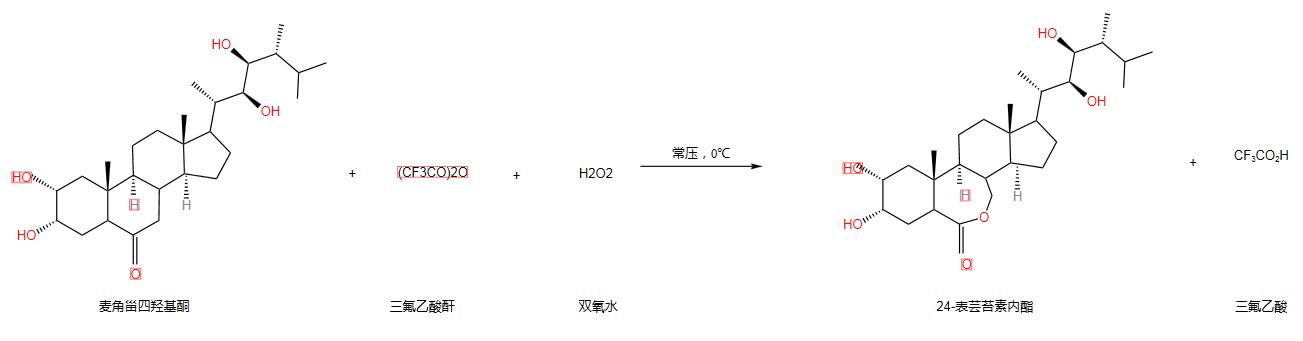 HO
OH
HO
H
H
HO
O
+
(CF3CO)2O
+
H2O2
常压，0℃
HO
OH
HO
H
H
HO
O
O
+
CF3CO2H
麦角甾四羟基酮
三氟乙酸酐
双氧水
24-表芸苔素内酯
三氟乙酸